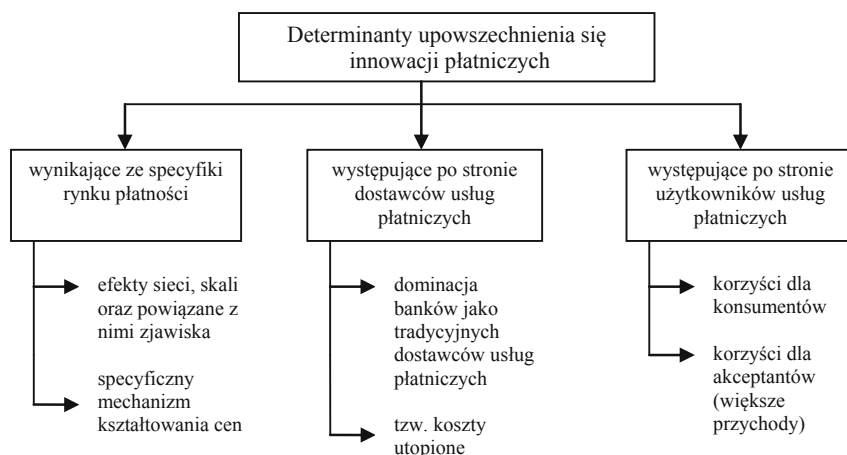 Determinanty upowszechnienia się
innowacji płatniczych
wynikające ze specyfiki
rynku płatności
występujące po stronie
dostawców usług
płatniczych
występujące po stronie
użytkowników usług
płatniczych
efekty sieci, skali
oraz powiązane z
nimi zjawiska
specyficzny
mechanizm
kształtowania cen
dominacja
banków jako
tradycyjnych
dostawców usług
płatniczych
tzw. koszty
utopione
korzyści dla
konsumentów
korzyści dla
akceptantów
(większe
przychody)